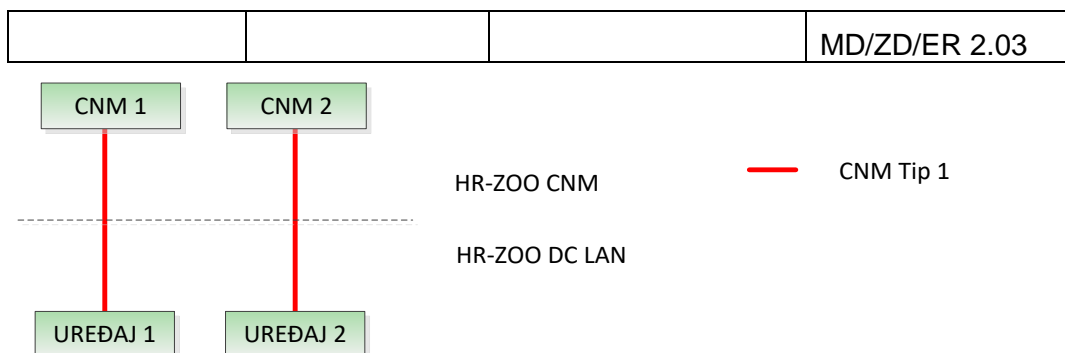 MD/ZD/ER 2.03
CNM 1
CNM 2
HR-ZOO CNM
CNM Tip 1
HR-ZOO DC LAN
UREĐAJ 1
UREĐAJ 2